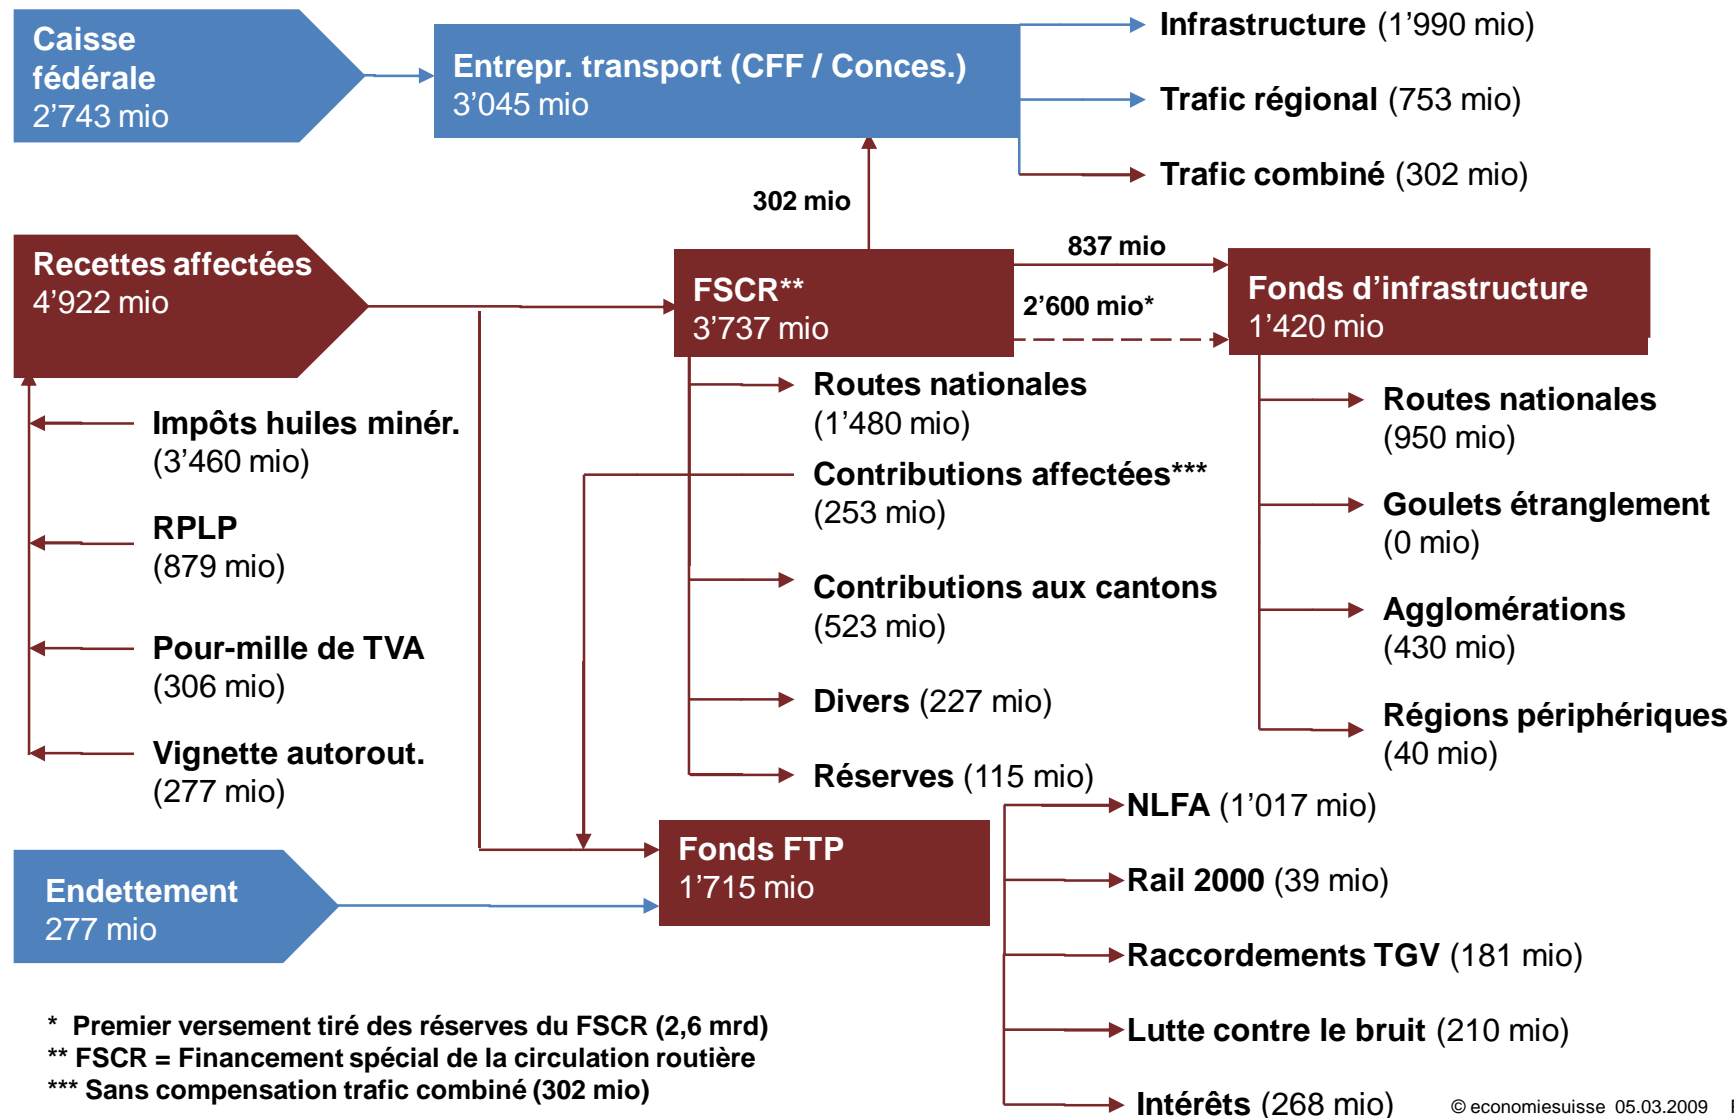 Caisse
fédérale
2’743 mio
Entrepr. transport (CFF / Conces.)
3’045 mio
Infrastructure (1’990 mio)
Trafic régional (753 mio)
Trafic combiné (302 mio)
302 mio
Recettes affectées
4’922 mio
FSCR**
3’737 mio
837 mio
2’600 mio*
Fonds d’infrastructure
1’420 mio
Impôts huiles minér.
(3’460 mio)
RPLP
(879 mio)
Pour-mille de TVA
(306 mio)
Vignette autorout.
(277 mio)
Routes nationales
(1’480 mio)
Contributions affectées***
(253 mio)
Contributions aux cantons
(523 mio)
Divers (227 mio)
Réserves (115 mio)
Routes nationales
(950 mio)
Goulets étranglement
(0 mio)
Agglomérations
(430 mio)
Régions périphériques
(40 mio)
Endettement
277 mio
Fonds FTP
1’715 mio
NLFA (1’017 mio)
Rail 2000 (39 mio)
Raccordements TGV (181 mio)
Lutte contre le bruit (210 mio)
Intérêts (268 mio)
* Premier versement tiré des réserves du FSCR (2,6 mrd)
** FSCR = Financement spécial de la circulation routière
*** Sans compensation trafic combiné (302 mio)
© economiesuisse 05.03.2009